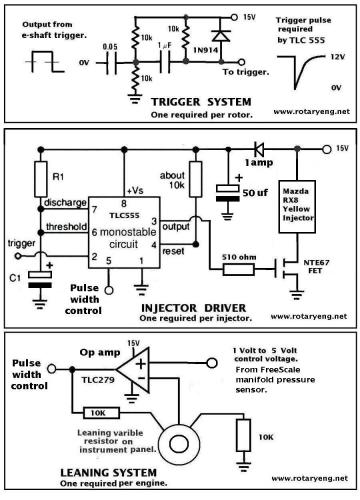 Output from
e-shaft trigger.
0V
0.05
10k
10k
1 µF
10k
15V
1N914
To trigger.
Trigger pulse
required
by TLC 555
12V
0V
TRIGGER SYSTEM
One required per rotor.
www.rotaryeng.net
R1
discharge
threshold
trigger
C1
+
7
6
2
8
+Vs
TLC555
monostable
circuit
5
1
3
4
output
reset
about
10k
1amp
+
50 uf
15V
Mazda
RX8
Yellow
Injector
510 ohm
NTE67
FET
Pulse
width
control
INJECTOR DRIVER
One reguired per injector.
www.rotaryeng.net
Pulse
width
control
Op amp
15V
TLC279
+
-
1 Volt to 5 Volt
control voltage.
From FreeScale
manifold pressure
sensor.
10K
Leaning varible
resistor on
instrument panel.
10K
LEANING SYSTEM
One required per engine.
www.rotaryeng.net